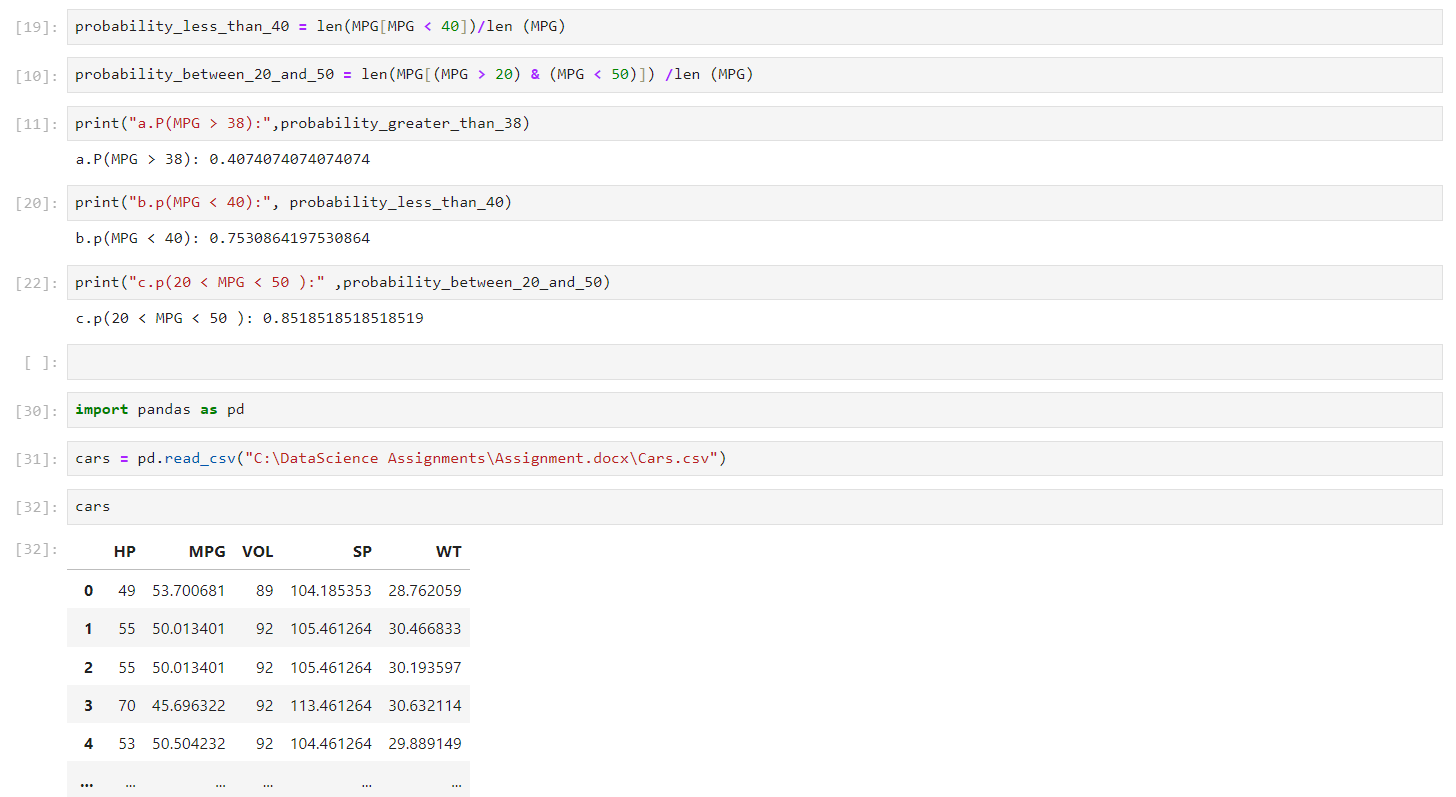 [19]: probability_less_than_40 = len(MPG[MPG < 40])/len (MPG)
[10]: probability_between_20_and_50 = len(MPG[(MPG > 20) & (MPG < 50)]) /len (MPG)
[11]: print("a.P(MPG > 38):",probability_greater_than_38)
a.P(MPG > 38): 0.4074074074074074
[20]: print("b.p(MPG < 40):", probability_less_than_40)
b.p(MPG < 40): 0.7530864197530864
[22]: print("c.p(20 < MPG < 50 ):" ,probability_between_20_and_50)
c.p(20 < MPG < 50 ): 0.8518518518518519
[ ]:
[30]: import pandas as pd
[31]: cars = pd.read_csv("C:\DataScience Assignments\Assignment.docx\Cars.csv")
[32]: cars
[32]: HP MPG VOL SP WT
0 49 53.700681 89 104.185353 28.762059
1 55 50.013401 92 105.461264 30.466833
2 55 50.013401 92 105.461264 30.193597
3 70 45.696322 92 113.461264 30.632114
4 53 50.504232 92 104.461264 29.889149
... ... ... ... ... ...